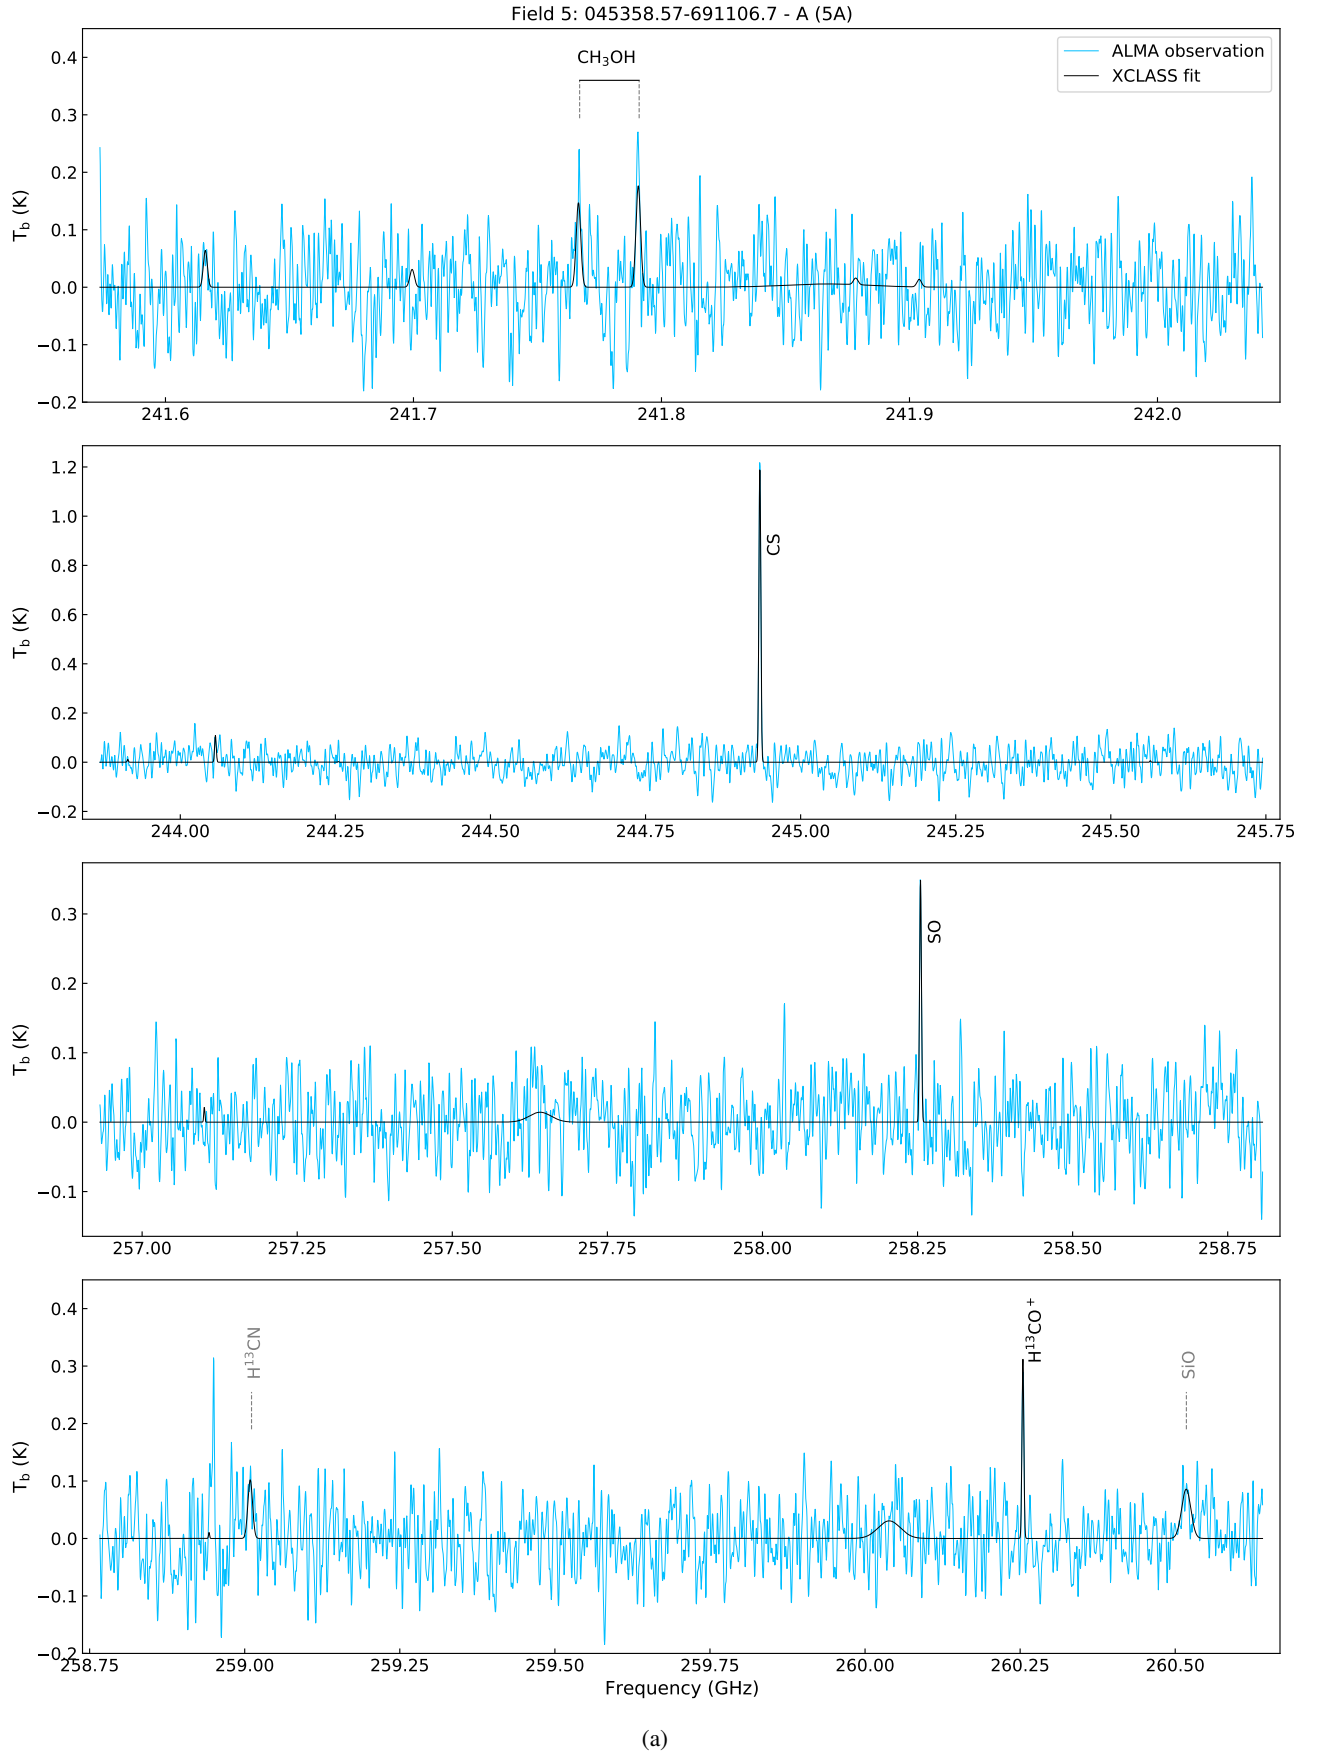 Field 5: 045358.57-691106.7 - A (5A)
CH₃OH
ALMA observation
XCLASS fit
T_b (K)
0.4
0.3
0.2
0.1
0.0
−0.1
−0.2
241.6 241.7 241.8 241.9 242.0
CS
T_b (K)
1.2
1.0
0.8
0.6
0.4
0.2
0.0
−0.2
244.00 244.25 244.50 244.75 245.00 245.25 245.50 245.75
SO
T_b (K)
0.3
0.2
0.1
0.0
−0.1
257.00 257.25 257.50 257.75 258.00 258.25 258.50 258.75
H¹³CN
H¹³CO⁺
SiO
T_b (K)
0.4
0.3
0.2
0.1
0.0
−0.1
−0.2
258.75 259.00 259.25 259.50 259.75 260.00 260.25 260.50
Frequency (GHz)
(a)